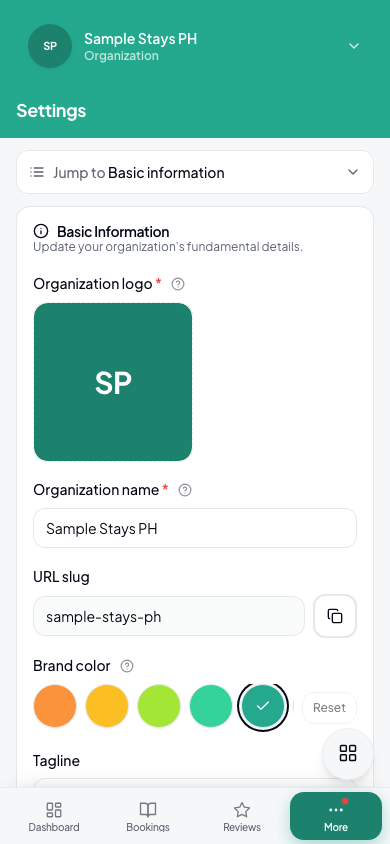 SP
Sample Stays PH
Organization
Settings
Jump to Basic information
Basic Information
Update your organization's fundamental details.
Organization logo *
SP
Organization name *
Sample Stays PH
URL slug
sample-stays-ph
Brand color
Reset
Tagline
Dashboard
Bookings
Reviews
More